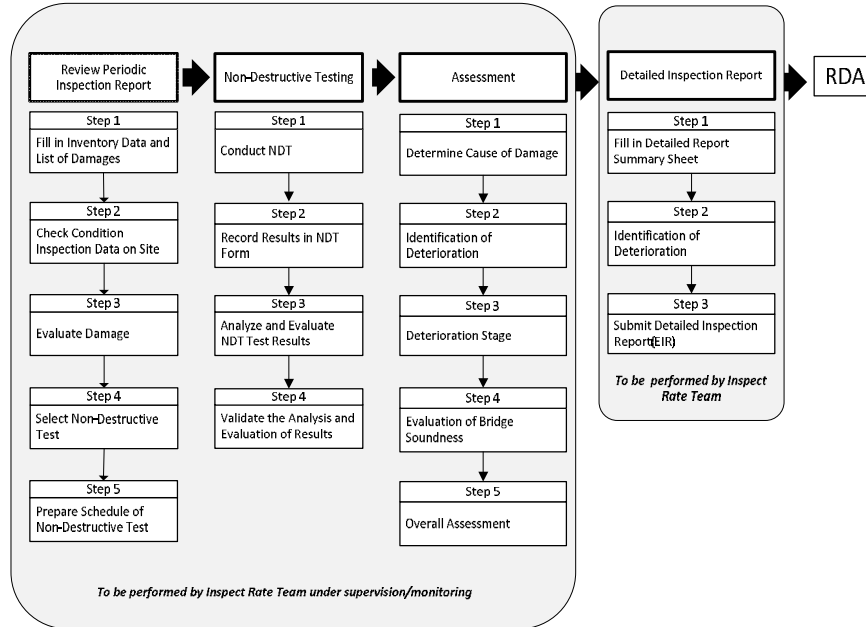 Review Periodic
Inspection Report
Step 1
Fill in Inventory Data and
List of Damages
Step 2
Check Condition
Inspection Data on Site
Step 3
Evaluate Damage
Step 4
Select Non-Destructive
Test
Step 5
Prepare Schedule of
Non-Destructive Test
Non-Destructive Testing
Step 1
Conduct NDT
Step 2
Record Results in NDT
Form
Step 3
Analyze and Evaluate
NDT Test Results
Step 4
Validate the Analysis and
Evaluation of Results
Assessment
Step 1
Determine Cause of Damage
Step 2
Identification of
Deterioration
Step 3
Deterioration Stage
Step 4
Evaluation of Bridge
Soundness
Step 5
Overall Assessment
To be performed by Inspect Rate Team under supervision/monitoring
Detailed Inspection Report
Step 1
Fill in Detailed Report
Summary Sheet
Step 2
Identification of
Deterioration
Step 3
Submit Detailed Inspection
Report(EIR)
To be performed by Inspect
Rate Team
RDA